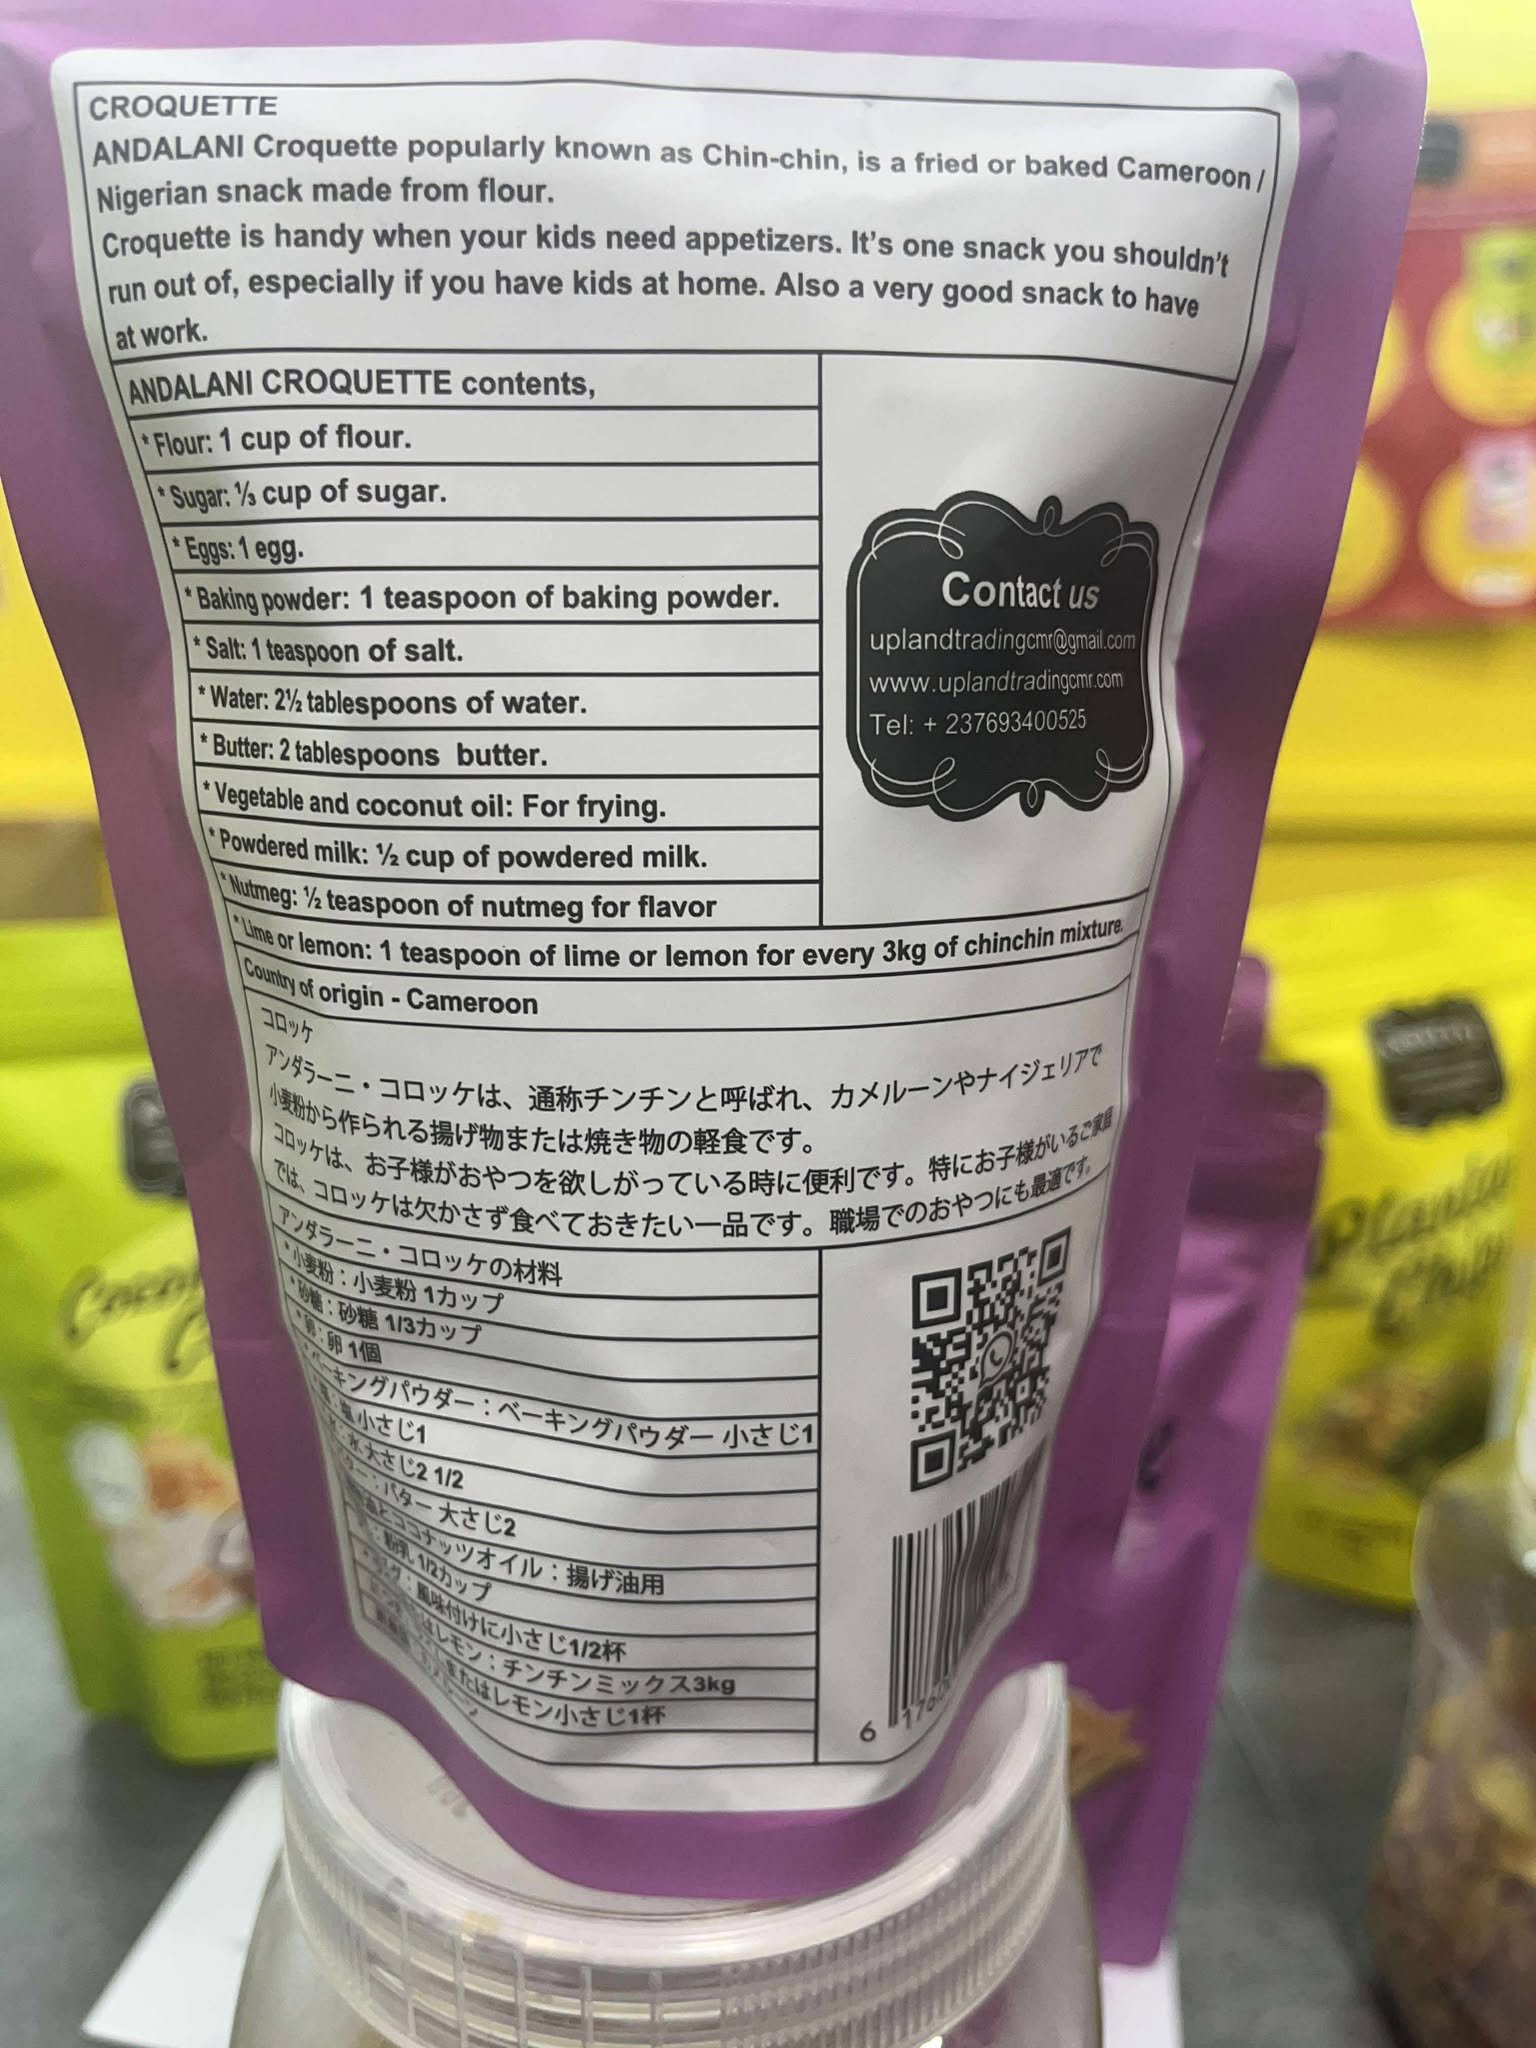 CROQUETTE
ANDALANI Croquette popularly known as Chin-chin, is a fried or baked Cameroon /
Nigerian snack made from flour.
Croquette is handy when your kids need appetizers. It's one snack you shouldn't
run out of, especially if you have kids at home. Also a very good snack to have
at work.
ANDALANI CROQUETTE contents,
* Flour: 1 cup of flour.
* Sugar: ⅓ cup of sugar.
* Eggs: 1 egg.
* Baking powder: 1 teaspoon of baking powder.
* Salt: 1 teaspoon of salt.
* Water: 2½ tablespoons of water.
* Butter: 2 tablespoons butter.
* Vegetable and coconut oil: For frying.
* Powdered milk: ½ cup of powdered milk.
* Nutmeg: ½ teaspoon of nutmeg for flavor
* Lime or lemon: 1 teaspoon of lime or lemon for every 3kg of chinchin mixture.
Country of origin - Cameroon
Contact us
uplandtradingcmr@gmail.com
www.uplandtradingcmr.com
Tel: + 237693400525
コロッケ
アンダラーニ・コロッケは、通称チンチンと呼ばれ、カメルーンやナイジェリアで
小麦粉から作られる揚げ物または焼き物の軽食です。
コロッケは、お子様がおやつを欲しがっている時に便利です。特にお子様がいるご家庭
では、コロッケは欠かさず食べておきたい一品です。職場でのおやつにも最適です。
アンダラーニ・コロッケの材料
*小麦粉：小麦粉 1カップ
*砂糖：砂糖 1/3カップ
*卵：卵 1個
*ベーキングパウダー：ベーキングパウダー 小さじ1
塩 小さじ1
水 大さじ2 1/2
バター 大さじ2
ココナッツオイル：揚げ油用
粉乳 1/2カップ
風味付けに小さじ1/2杯
レモン：チンチンミックス3kg
またはレモン小さじ1杯
6
Plantain
Chips